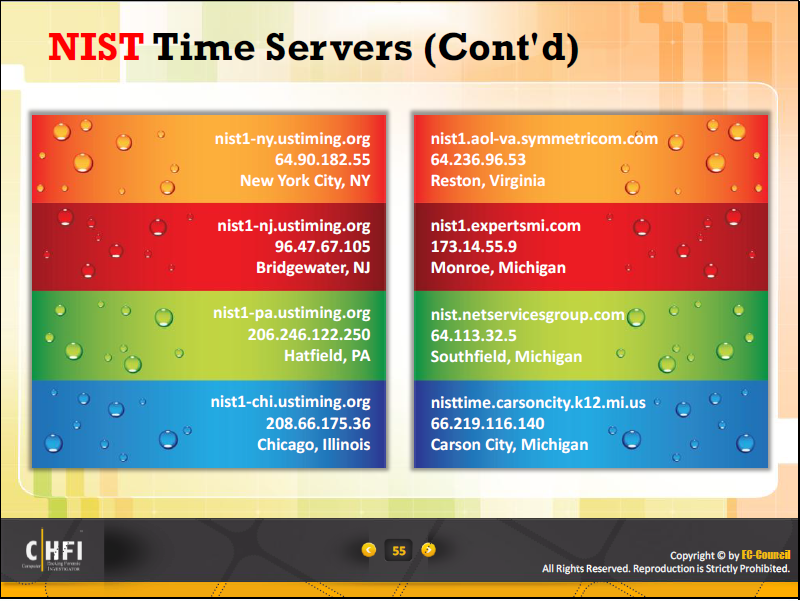 NIST Time Servers (Cont'd)
nist1-ny.ustiming.org
64.90.182.55
New York City, NY
nist1-nj.ustiming.org
96.47.67.105
Bridgewater, NJ
nist1-pa.ustiming.org
206.246.122.250
Hatfield, PA
nist1-chi.ustiming.org
208.66.175.36
Chicago, Illinois
nist1.aol-va.symmetricom.com
64.236.96.53
Reston, Virginia
nist1.expertsmi.com
173.14.55.9
Monroe, Michigan
nist.netservicesgroup.com
64.113.32.5
Southfield, Michigan
nisttime.carsoncity.k12.mi.us
66.219.116.140
Carson City, Michigan
CHFI
Computer Hacking Forensic
INVESTIGATOR
55
Copyright © by EC-Council
All Rights Reserved. Reproduction is Strictly Prohibited.